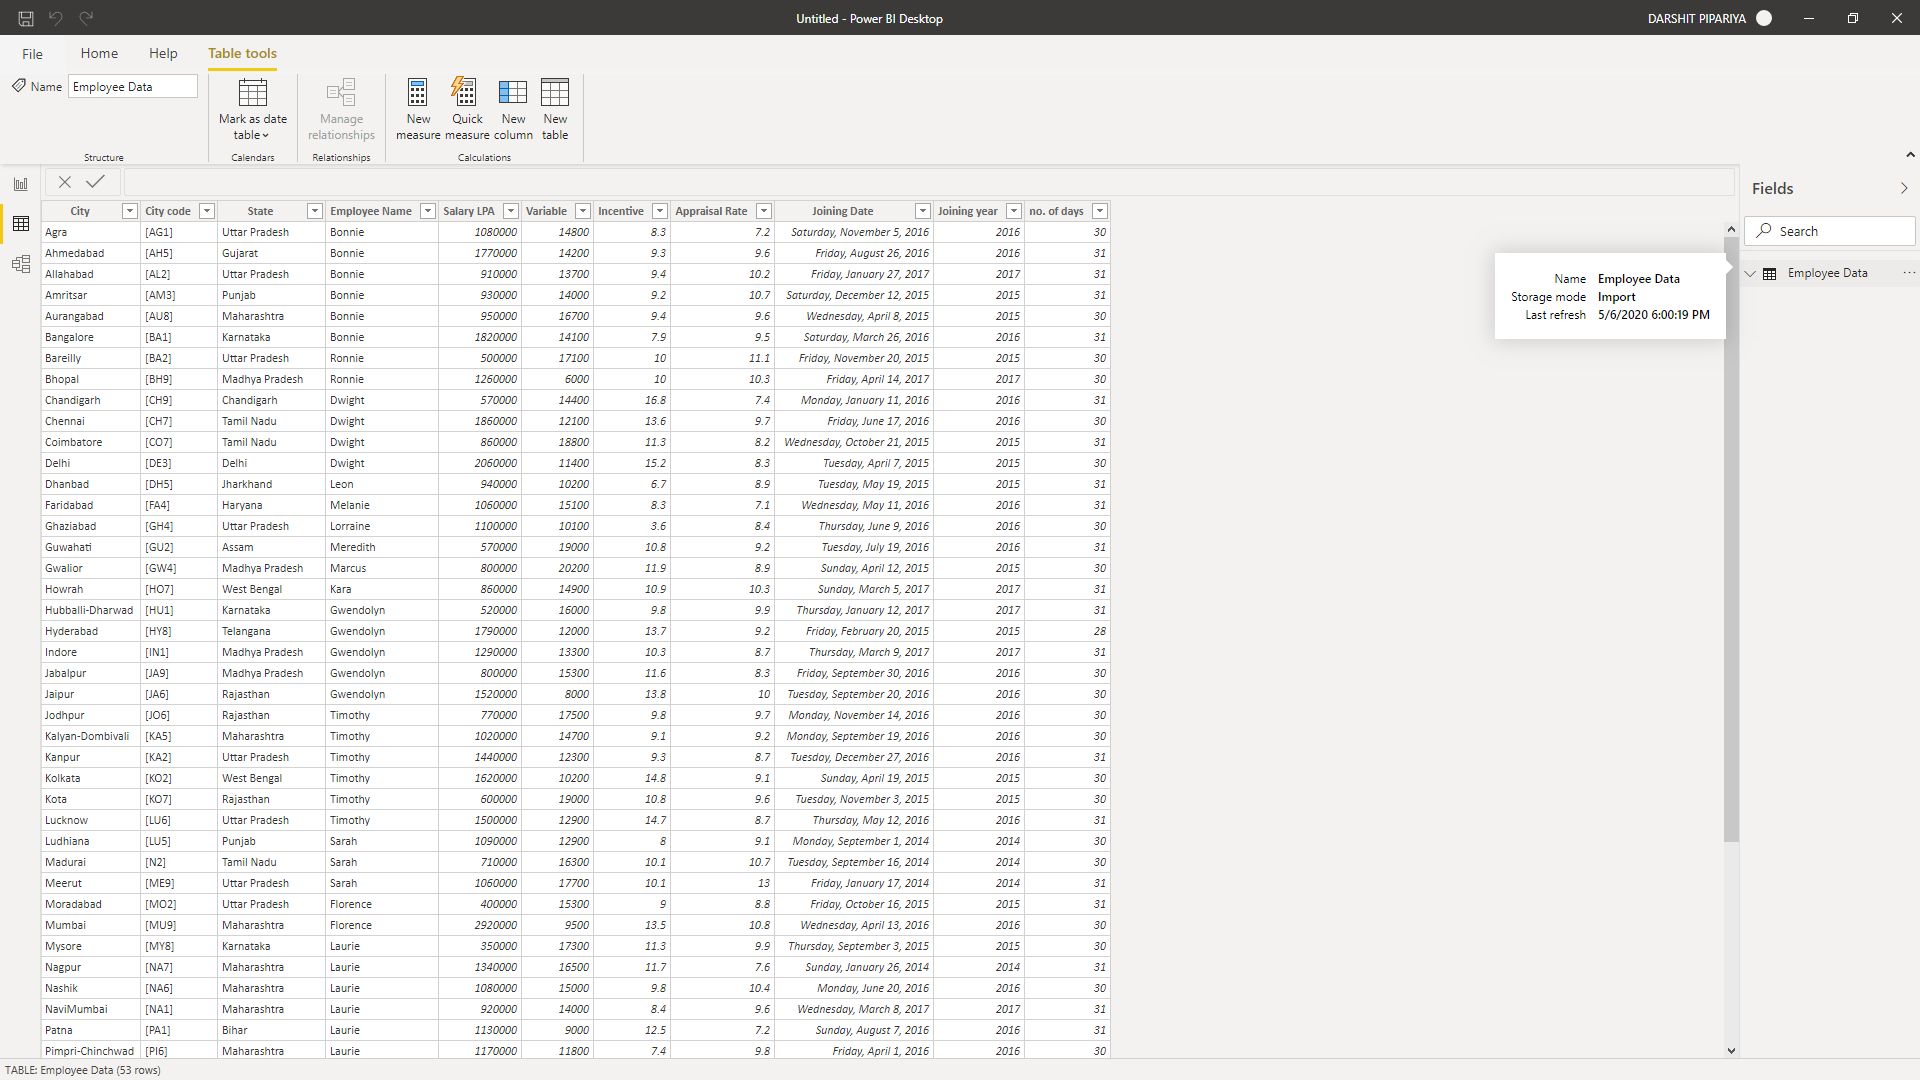 Untitled - Power BI Desktop
DARSHIT PIPARIYA
File Home Help Table tools
Name Employee Data
Mark as date table
Manage relationships
New measure
Quick measure
New column
New table
Structure Calendars Relationships Calculations
City City code State Employee Name Salary LPA Variable Incentive Appraisal Rate Joining Date Joining year no. of days
Agra [AG1] Uttar Pradesh Bonnie 1080000 14800 8.3 7.2 Saturday, November 5, 2016 2016 30
Ahmedabad [AH5] Gujarat Bonnie 1770000 14200 9.3 9.6 Friday, August 26, 2016 2016 31
Allahabad [AL2] Uttar Pradesh Bonnie 910000 13700 9.4 10.2 Friday, January 27, 2017 2017 31
Amritsar [AM3] Punjab Bonnie 930000 14000 9.2 10.7 Saturday, December 12, 2015 2015 31
Aurangabad [AU8] Maharashtra Bonnie 950000 16700 9.4 9.6 Wednesday, April 8, 2015 2015 30
Bangalore [BA1] Karnataka Bonnie 1820000 14100 7.9 9.5 Saturday, March 26, 2016 2016 31
Bareilly [BA2] Uttar Pradesh Ronnie 500000 17100 10 11.1 Friday, November 20, 2015 2015 30
Bhopal [BH9] Madhya Pradesh Ronnie 1260000 6000 10 10.3 Friday, April 14, 2017 2017 30
Chandigarh [CH9] Chandigarh Dwight 570000 14400 16.8 7.4 Monday, January 11, 2016 2016 31
Chennai [CH7] Tamil Nadu Dwight 1860000 12100 13.6 9.7 Friday, June 17, 2016 2016 30
Coimbatore [CO7] Tamil Nadu Dwight 860000 18800 11.3 8.2 Wednesday, October 21, 2015 2015 31
Delhi [DE3] Delhi Dwight 2060000 11400 15.2 8.3 Tuesday, April 7, 2015 2015 30
Dhanbad [DH5] Jharkhand Leon 940000 10200 6.7 8.9 Tuesday, May 19, 2015 2015 31
Faridabad [FA4] Haryana Melanie 1060000 15100 8.3 7.1 Wednesday, May 11, 2016 2016 31
Ghaziabad [GH4] Uttar Pradesh Lorraine 1100000 10100 3.6 8.4 Thursday, June 9, 2016 2016 30
Guwahati [GU2] Assam Meredith 570000 19000 10.8 9.2 Tuesday, July 19, 2016 2016 31
Gwalior [GW4] Madhya Pradesh Marcus 800000 20200 11.9 8.9 Sunday, April 12, 2015 2015 30
Howrah [HO7] West Bengal Kara 860000 14900 10.9 10.3 Sunday, March 5, 2017 2017 31
Hubballi-Dharwad [HU1] Karnataka Gwendolyn 520000 16000 9.8 9.9 Thursday, January 12, 2017 2017 31
Hyderabad [HY8] Telangana Gwendolyn 1790000 12000 13.7 9.2 Friday, February 20, 2015 2015 28
Indore [IN1] Madhya Pradesh Gwendolyn 1290000 13300 10.3 8.7 Thursday, March 9, 2017 2017 31
Jabalpur [JA9] Madhya Pradesh Gwendolyn 800000 15300 11.6 8.3 Friday, September 30, 2016 2016 30
Jaipur [JA6] Rajasthan Gwendolyn 1520000 8000 13.8 10 Tuesday, September 20, 2016 2016 30
Jodhpur [JO6] Rajasthan Timothy 770000 17500 9.8 9.7 Monday, November 14, 2016 2016 30
Kalyan-Dombivali [KA5] Maharashtra Timothy 1020000 14700 9.1 9.2 Monday, September 19, 2016 2016 30
Kanpur [KA2] Uttar Pradesh Timothy 1440000 12300 9.3 8.7 Tuesday, December 27, 2016 2016 31
Kolkata [KO2] West Bengal Timothy 1620000 10200 14.8 9.1 Sunday, April 19, 2015 2015 30
Kota [KO7] Rajasthan Timothy 600000 19000 10.8 9.6 Tuesday, November 3, 2015 2015 30
Lucknow [LU6] Uttar Pradesh Timothy 1500000 12900 14.7 8.7 Thursday, May 12, 2016 2016 31
Ludhiana [LU5] Punjab Sarah 1090000 12900 8 9.1 Monday, September 1, 2014 2014 30
Madurai [N2] Tamil Nadu Sarah 710000 16300 10.1 10.7 Tuesday, September 16, 2014 2014 30
Meerut [ME9] Uttar Pradesh Sarah 1060000 17700 10.1 13 Friday, January 17, 2014 2014 31
Moradabad [MO2] Uttar Pradesh Florence 400000 15300 9 8.8 Friday, October 16, 2015 2015 31
Mumbai [MU9] Maharashtra Florence 2920000 9500 13.5 10.8 Wednesday, April 13, 2016 2016 30
Mysore [MY8] Karnataka Laurie 350000 17300 11.3 9.9 Thursday, September 3, 2015 2015 30
Nagpur [NA7] Maharashtra Laurie 1340000 16500 11.7 7.6 Sunday, January 26, 2014 2014 31
Nashik [NA6] Maharashtra Laurie 1080000 15000 9.8 10.4 Monday, June 20, 2016 2016 30
NaviMumbai [NA1] Maharashtra Laurie 920000 14000 8.4 9.6 Wednesday, March 8, 2017 2017 31
Patna [PA1] Bihar Laurie 1130000 9000 12.5 7.2 Sunday, August 7, 2016 2016 31
Pimpri-Chinchwad [PI6] Maharashtra Laurie 1170000 11800 7.4 9.8 Friday, April 1, 2016 2016 30
Name Employee Data
Storage mode Import
Last refresh 5/6/2020 6:00:19 PM
Fields
Search
Employee Data
TABLE: Employee Data (53 rows)